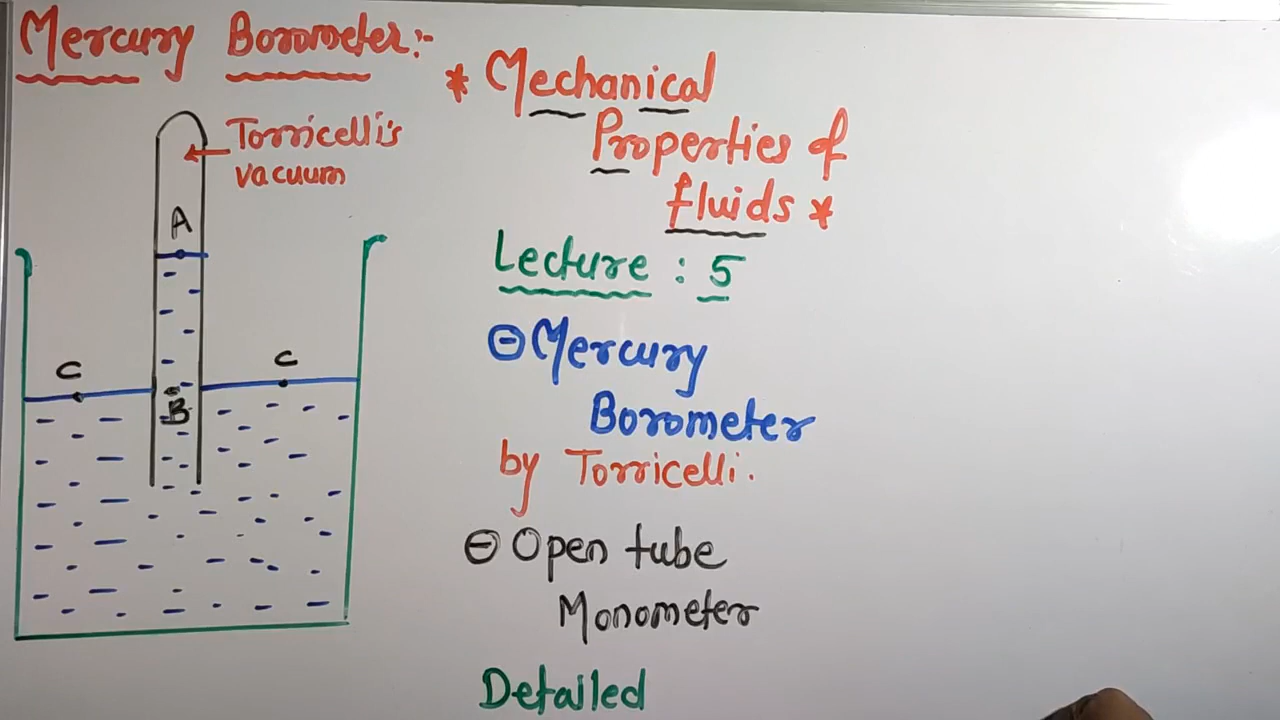 Mercury Borometer:-
Torricelli's
vacuum
A
C
C
B
* Mechanical
Properties of
fluids *
Lecture : 5
⊖ Mercury
Borometer
by Torricelli.
⊖ Open tube
Monometer
Detailed